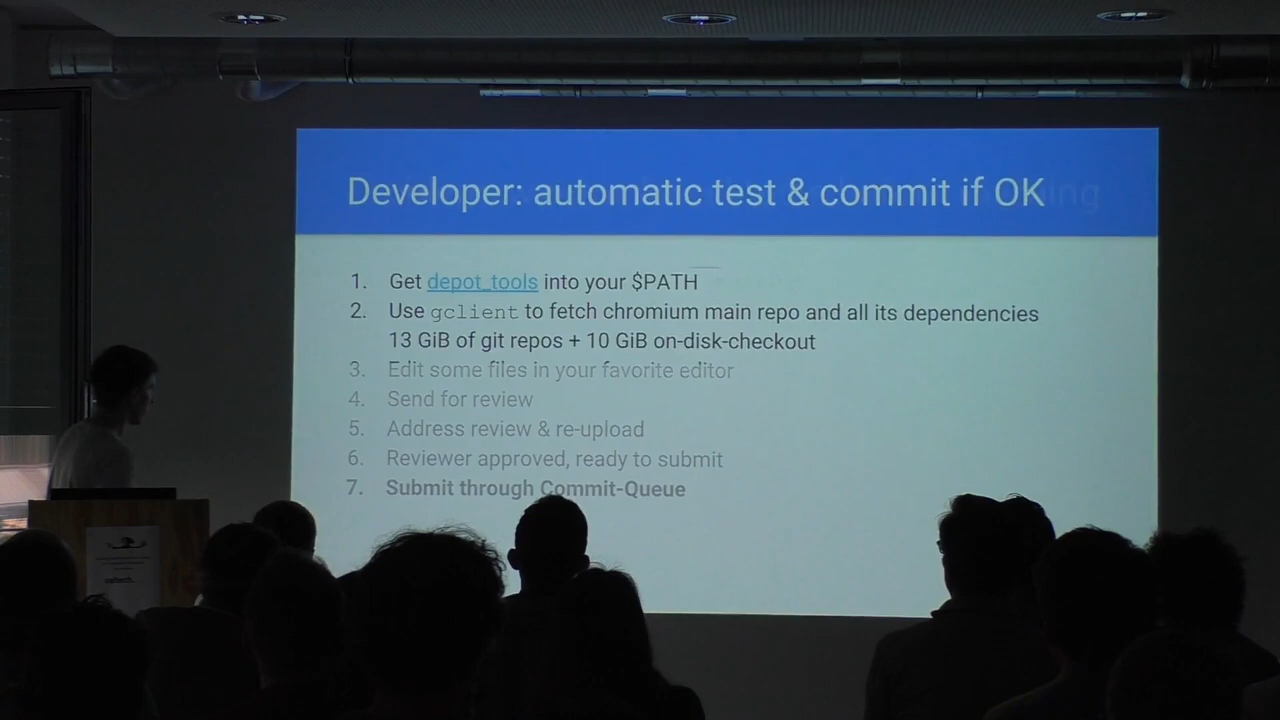 Developer: automatic test & commit if OK
1. Get depot_tools into your $PATH
2. Use gclient to fetch chromium main repo and all its dependencies
13 GiB of git repos + 10 GiB on-disk-checkout
3. Edit some files in your favorite editor
4. Send for review
5. Address review & re-upload
6. Reviewer approved, ready to submit
7. Submit through Commit-Queue